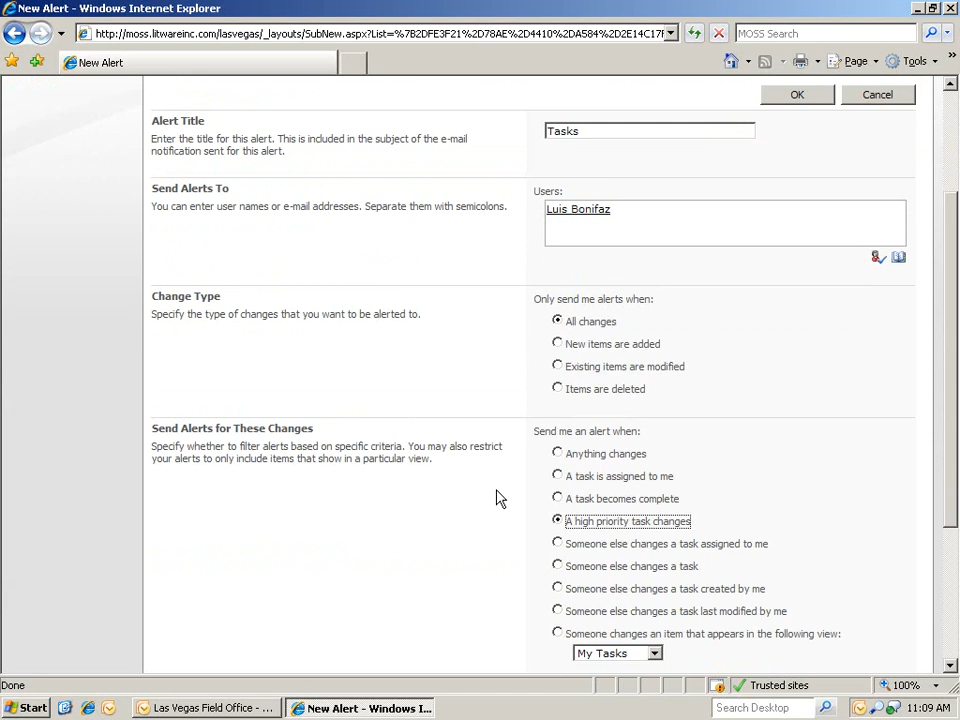 New Alert - Windows Internet Explorer
http://moss.litwareinc.com/lasvegas/_layouts/SubNew.aspx?List=%7B2DFE3F21%2D78AE%2D4410%2DA584%2D2E14C17F
MOSS Search
New Alert
Page
Tools
OK
Cancel
Alert Title
Enter the title for this alert. This is included in the subject of the e-mail
notification sent for this alert.
Tasks
Send Alerts To
You can enter user names or e-mail addresses. Separate them with semicolons.
Users:
Luis Bonifaz
Change Type
Specify the type of changes that you want to be alerted to.
Only send me alerts when:
All changes
New items are added
Existing items are modified
Items are deleted
Send Alerts for These Changes
Specify whether to filter alerts based on specific criteria. You may also restrict
your alerts to only include items that show in a particular view.
Send me an alert when:
Anything changes
A task is assigned to me
A task becomes complete
A high priority task changes
Someone else changes a task assigned to me
Someone else changes a task
Someone else changes a task created by me
Someone else changes a task last modified by me
Someone changes an item that appears in the following view:
My Tasks
Done
Trusted sites
100%
Start
Las Vegas Field Office - ...
New Alert - Windows I...
Search Desktop
11:09 AM